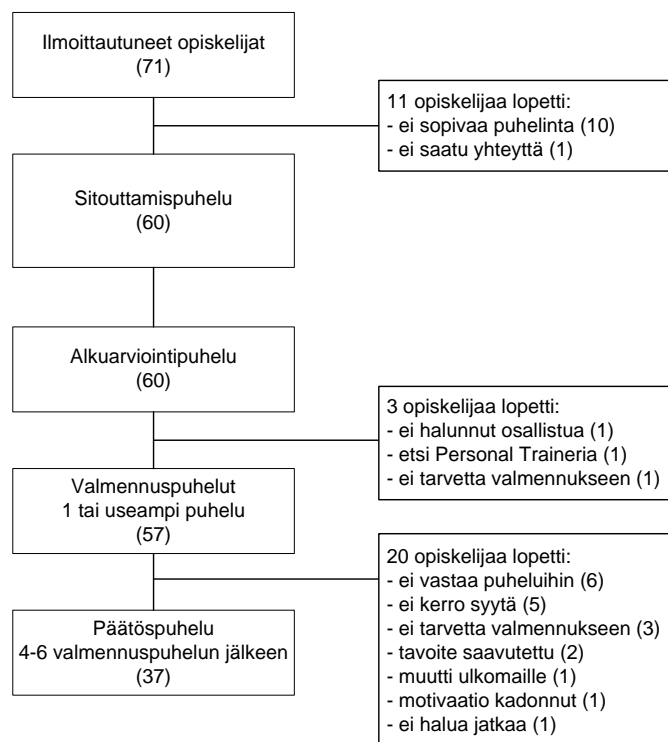 Ilmoittautuneet opiskelijat
(71)
11 opiskelijaa lopetti:
- ei sopivaa puhelinta (10)
- ei saatu yhteyttä (1)
Sitouttamispuhelu
(60)
Alkuarviointipuhelu
(60)
3 opiskelijaa lopetti:
- ei halunnut osallistua (1)
- etsi Personal Traineria (1)
- ei tarvetta valmennukseen (1)
Valmennuspuhelut
1 tai useampi puhelu
(57)
20 opiskelijaa lopetti:
- ei vastaa puheluihin (6)
- ei kerro syytä (5)
- ei tarvetta valmennukseen (3)
- tavoite saavutettu (2)
- muutti ulkomaille (1)
- motivaatio kadonnut (1)
- ei halua jatkaa (1)
Päätöspuhelu
4-6 valmennuspuhelun jälkeen
(37)